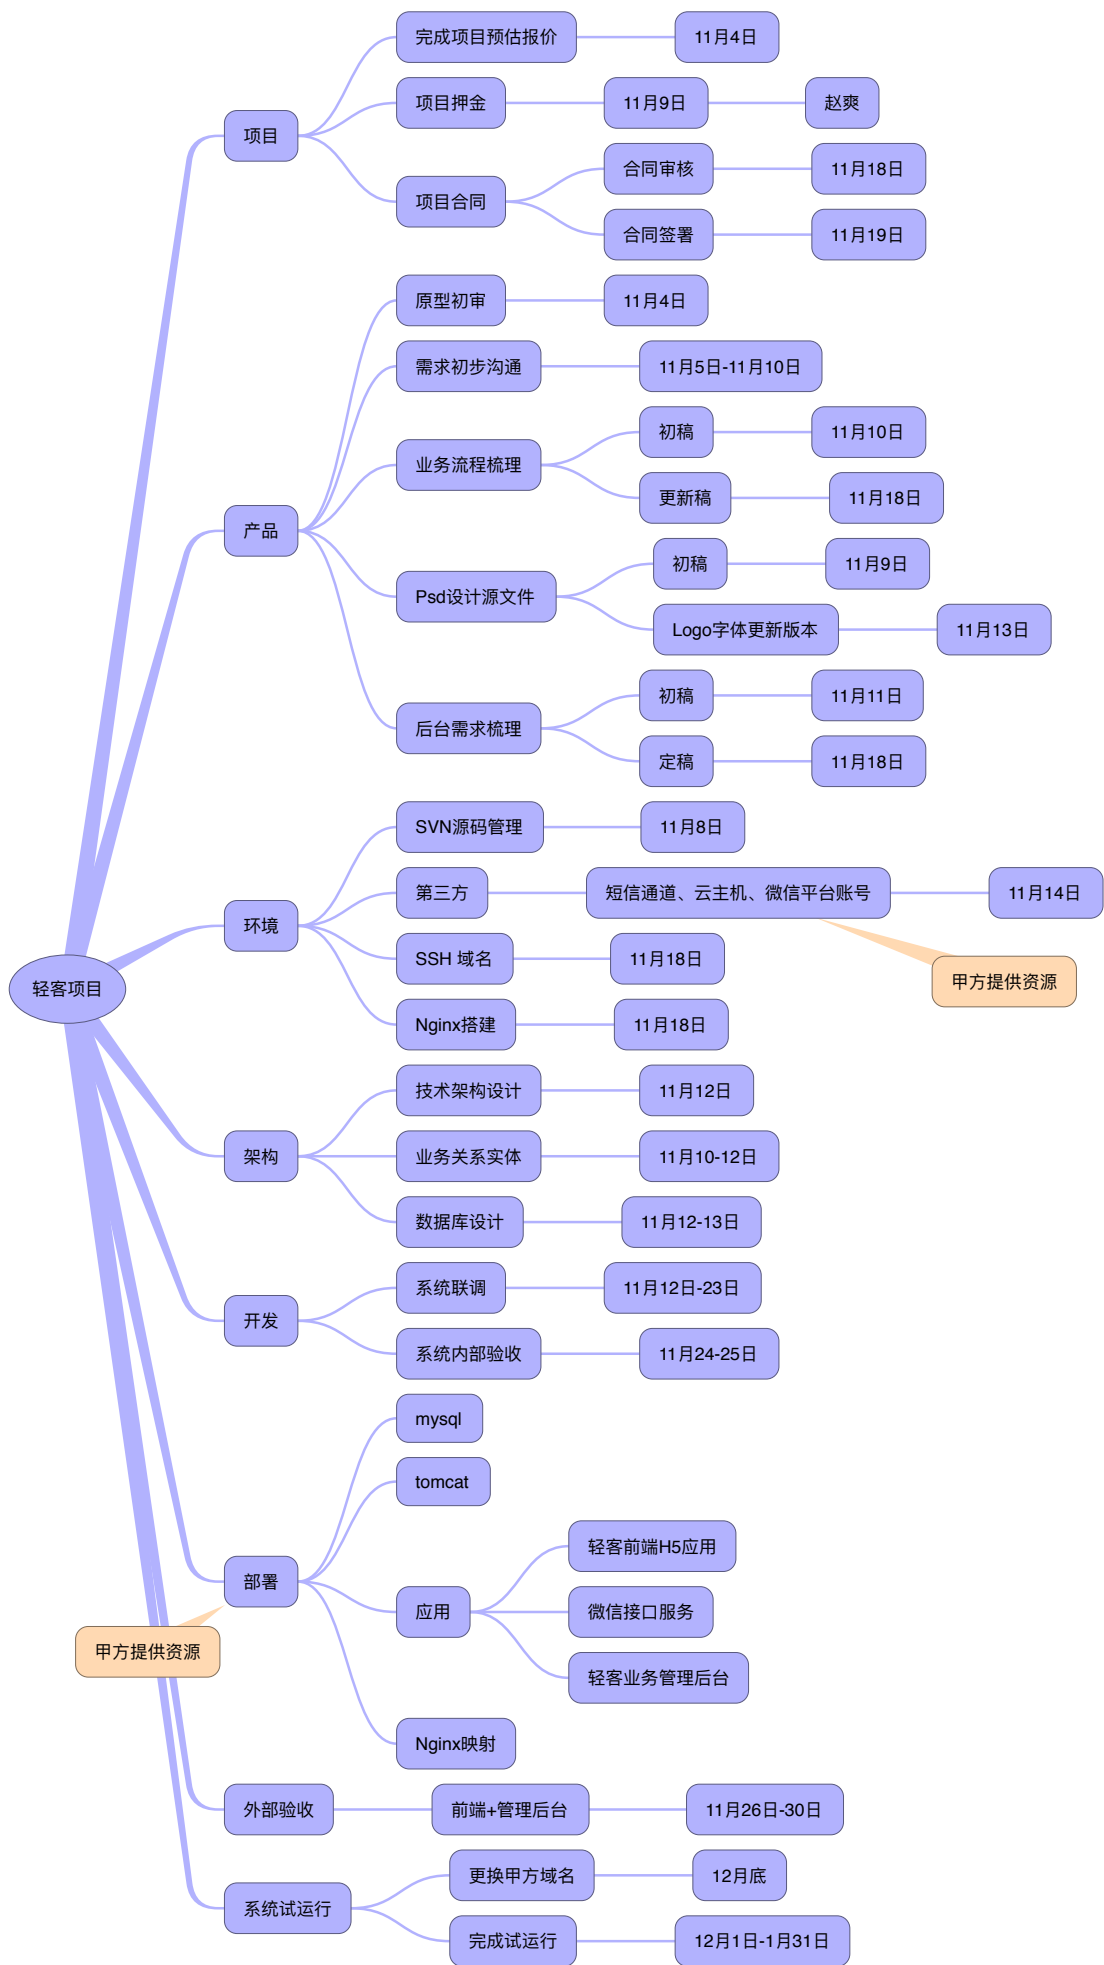 轻客项目
项目
完成项目预估报价
11月4日
项目押金
11月9日
赵爽
项目合同
合同审核
11月18日
合同签署
11月19日
产品
原型初审
11月4日
需求初步沟通
11月5日-11月10日
业务流程梳理
初稿
11月10日
更新稿
11月18日
Psd设计源文件
初稿
11月9日
Logo字体更新版本
11月13日
后台需求梳理
初稿
11月11日
定稿
11月18日
环境
SVN源码管理
11月8日
第三方
短信通道、云主机、微信平台账号
11月14日
甲方提供资源
SSH 域名
11月18日
Nginx搭建
11月18日
架构
技术架构设计
11月12日
业务关系实体
11月10-12日
数据库设计
11月12-13日
开发
系统联调
11月12日-23日
系统内部验收
11月24-25日
部署
甲方提供资源
mysql
tomcat
应用
轻客前端H5应用
微信接口服务
轻客业务管理后台
Nginx映射
外部验收
前端+管理后台
11月26日-30日
系统试运行
更换甲方域名
12月底
完成试运行
12月1日-1月31日